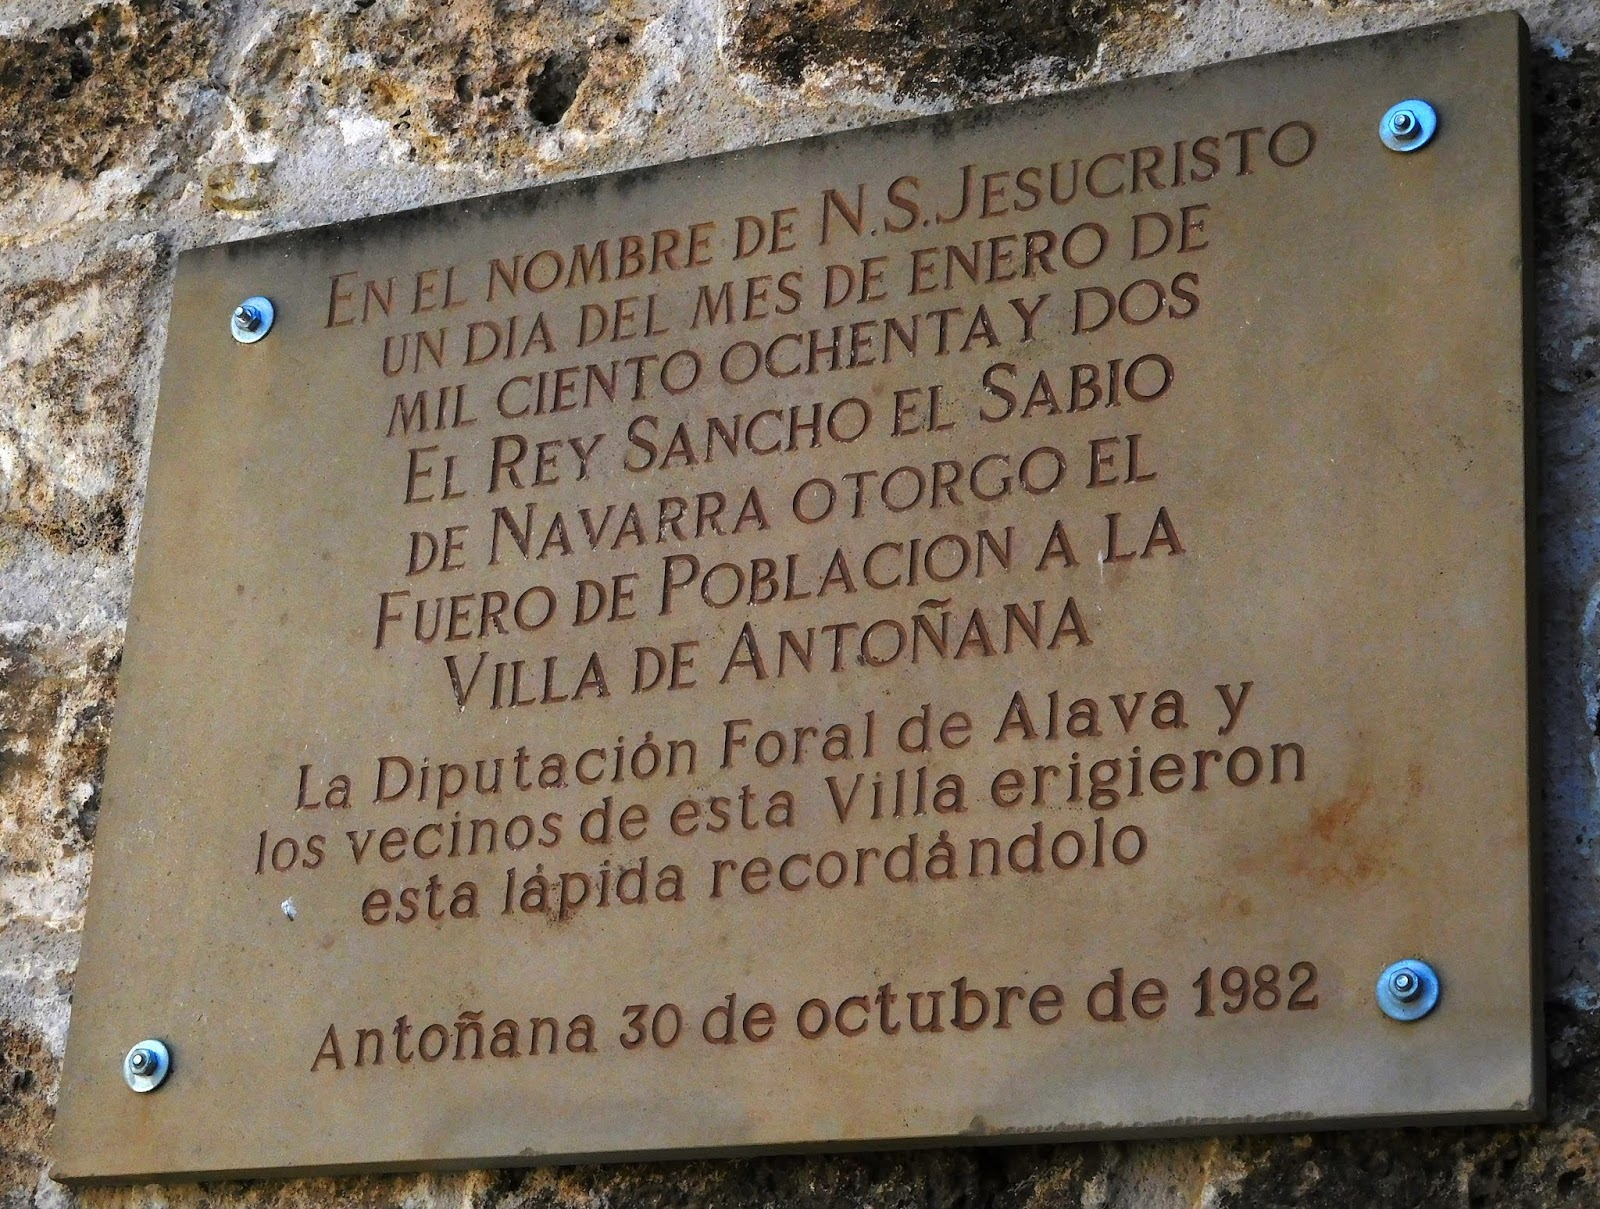 EN EL NOMBRE DE N.S. JESUCRISTO
UN DIA DEL MES DE ENERO DE
MIL CIENTO OCHENTA Y DOS
EL REY SANCHO EL SABIO
DE NAVARRA OTORGO EL
FUERO DE POBLACION A LA
VILLA DE ANTOÑANA
La Diputación Foral de Alava y
los vecinos de esta Villa erigieron
esta lápida recordándolo
Antoñana 30 de octubre de 1982